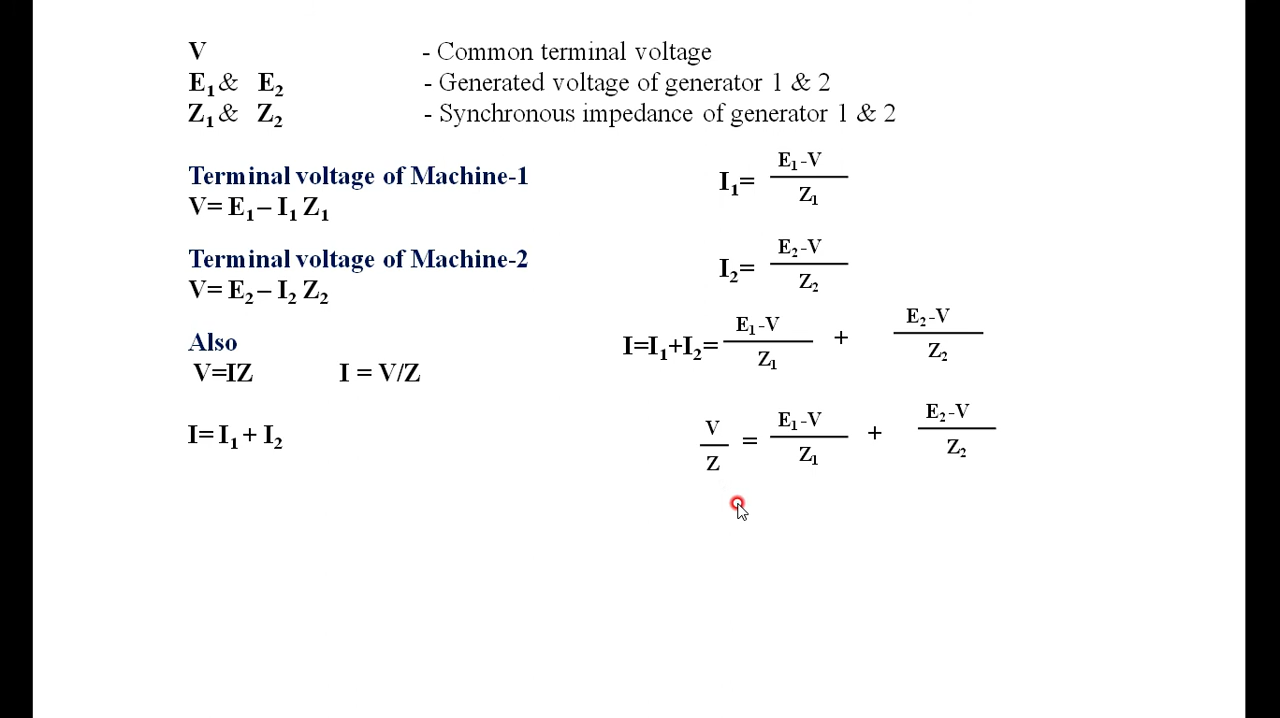 V - Common terminal voltage
E₁ & E₂ - Generated voltage of generator 1 & 2
Z₁ & Z₂ - Synchronous impedance of generator 1 & 2
Terminal voltage of Machine-1
V= E₁ – I₁ Z₁
I₁= E₁-V / Z₁
Terminal voltage of Machine-2
V= E₂ – I₂ Z₂
I₂= E₂-V / Z₂
Also
V=IZ I = V/Z
I=I₁+I₂= E₁-V / Z₁ + E₂-V / Z₂
I= I₁ + I₂
V / Z = E₁-V / Z₁ + E₂-V / Z₂